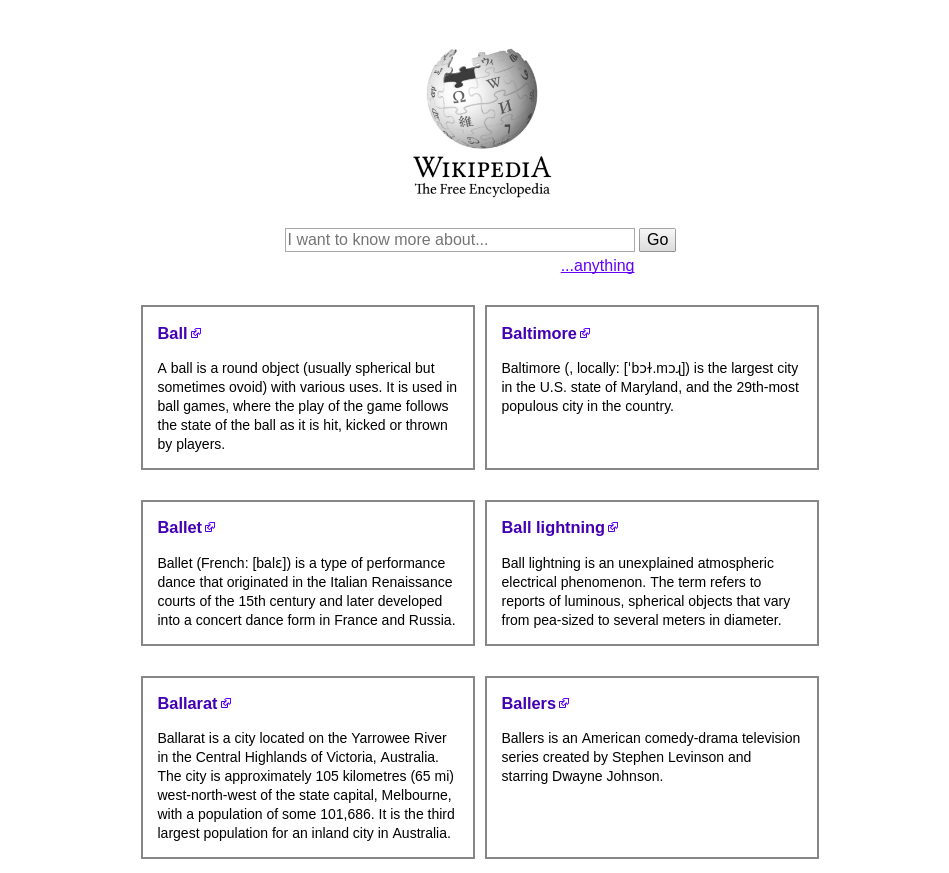 Ω W И 維 ר
WIKIPEDIA
The Free Encyclopedia
I want to know more about... Go
...anything
Ball
A ball is a round object (usually spherical but
sometimes ovoid) with various uses. It is used in
ball games, where the play of the game follows
the state of the ball as it is hit, kicked or thrown
by players.
Baltimore
Baltimore (, locally: [ˈbɔɫ.mɔɻ]) is the largest city
in the U.S. state of Maryland, and the 29th-most
populous city in the country.
Ballet
Ballet (French: [balɛ]) is a type of performance
dance that originated in the Italian Renaissance
courts of the 15th century and later developed
into a concert dance form in France and Russia.
Ball lightning
Ball lightning is an unexplained atmospheric
electrical phenomenon. The term refers to
reports of luminous, spherical objects that vary
from pea-sized to several meters in diameter.
Ballarat
Ballarat is a city located on the Yarrowee River
in the Central Highlands of Victoria, Australia.
The city is approximately 105 kilometres (65 mi)
west-north-west of the state capital, Melbourne,
with a population of some 101,686. It is the third
largest population for an inland city in Australia.
Ballers
Ballers is an American comedy-drama television
series created by Stephen Levinson and
starring Dwayne Johnson.